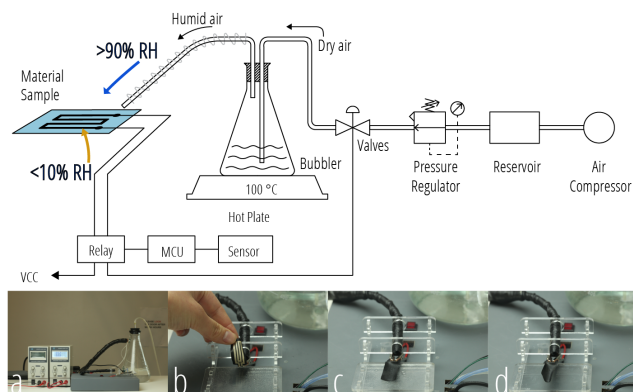 Humid air
>90% RH
Dry air
Material
Sample
<10% RH
Bubbler
Valves
100 °C
Pressure
Regulator
Reservoir
Air
Compressor
Hot Plate
Relay
MCU
Sensor
VCC
a
b
c
d